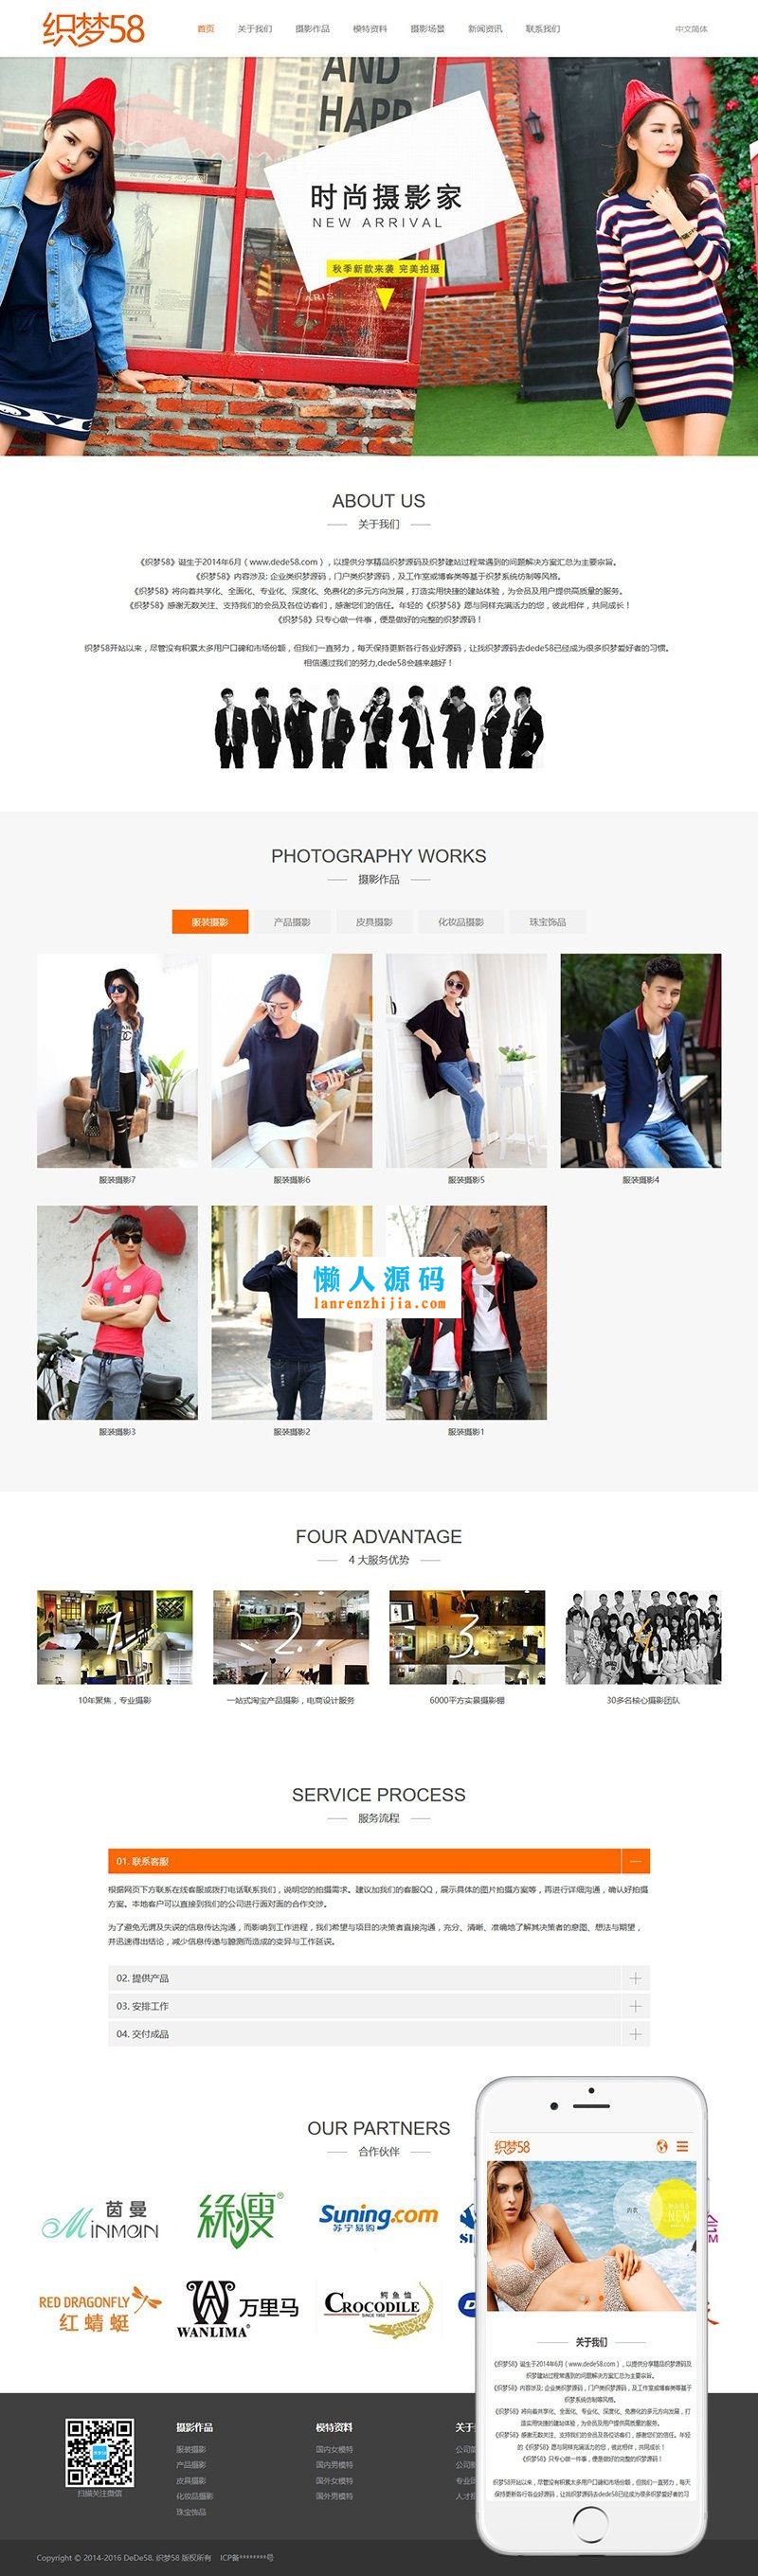 织梦58
首页 关于我们 摄影作品 模特资料 摄影场景 新闻资讯 联系我们 中文简体
AND
HAPP
时尚摄影家
NEW ARRIVAL
秋季新款来袭 完美拍摄
ABOUT US
关于我们
《织梦58》诞生于2014年6月（www.dede58.com），以提供分享精品织梦源码及织梦建站过程常遇到的问题解决方案汇总为主要宗旨。
《织梦58》内容涉及: 企业类织梦源码，门户类织梦源码，及工作室或博客类等基于织梦系统仿制等风格。
《织梦58》将向着共享化、全面化、专业化、深度化、免费化的多元方向发展，打造实用快捷的建站体验，为会员及用户提供高质量的服务。
《织梦58》感谢无数关注、支持我们的会员及各位访客们，感谢您们的信任。年轻的《织梦58》愿与同样充满活力的您，彼此相伴，共同成长！
《织梦58》只专心做一件事，便是做好的完整的织梦源码！
织梦58开站以来，尽管没有积累太多用户口碑和市场份额，但我们一直努力，每天保持更新各行各业好源码，让找织梦源码去dede58已经成为很多织梦爱好者的习惯。
相信通过我们的努力,dede58会越来越好！
PHOTOGRAPHY WORKS
摄影作品
服装摄影 产品摄影 皮具摄影 化妆品摄影 珠宝饰品
服装摄影7 服装摄影6 服装摄影5 服装摄影4
懒人源码
lanrenzhijia.com
服装摄影3 服装摄影2 服装摄影1
FOUR ADVANTAGE
4 大服务优势
1. 2. 3. 4
10年聚焦，专业摄影 一站式淘宝产品摄影，电商设计服务 6000平方实景摄影棚 30多名核心摄影团队
SERVICE PROCESS
服务流程
01. 联系客服
根据网页下方联系在线客服或拨打电话联系我们，说明您的拍摄需求。建议加我们的客服QQ，展示具体的图片拍摄方案等，再进行详细沟通，确认好拍摄
方案。本地客户可以直接到我们的公司进行面对面的合作交涉。
为了避免无谓及失误的信息传达沟通，而影响到工作进程，我们希望与项目的决策者直接沟通，充分、清晰、准确地了解其决策者的意图、想法与期望，
并迅速得出结论，减少信息传递与臆测而造成的变异与工作延误。
02. 提供产品
03. 安排工作
04. 交付成品
OUR PARTNERS
合作伙伴
茵曼
MINMAN
綠瘦
Suning.com
苏宁易购
RED DRAGONFLY
红蜻蜓
WANLIMA
万里马
鳄鱼恤
CROCODILE
SINCE 1952
织梦58
内衣
NEW
关于我们
《织梦58》诞生于2014年6月（www.dede58.com），以提供分享精品织梦源码及
织梦建站过程常遇到的问题解决方案汇总为主要宗旨。
《织梦58》内容涉及: 企业类织梦源码，门户类织梦源码，及工作室或博客类等基于
织梦系统仿制等风格。
《织梦58》将向着共享化、全面化、专业化、深度化、免费化的多元方向发展，打
造实用快捷的建站体验，为会员及用户提供高质量的服务。
《织梦58》感谢无数关注、支持我们的会员及各位访客们，感谢您们的信任。年轻
的《织梦58》愿与同样充满活力的您，彼此相伴，共同成长！
《织梦58》只专心做一件事，便是做好的完整的织梦源码！
织梦58开站以来，尽管没有积累太多用户口碑和市场份额，但我们一直努力，每天
保持更新各行各业好源码，让找织梦源码去dede58已经成为很多织梦爱好者的习
扫描关注微信
摄影作品
服装摄影
产品摄影
皮具摄影
化妆品摄影
珠宝饰品
模特资料
国内女模特
国内男模特
国外女模特
国外男模特
关于
公司
公司
专业
人才
Copyright © 2014-2016 DeDe58. 织梦58 版权所有 ICP备********号